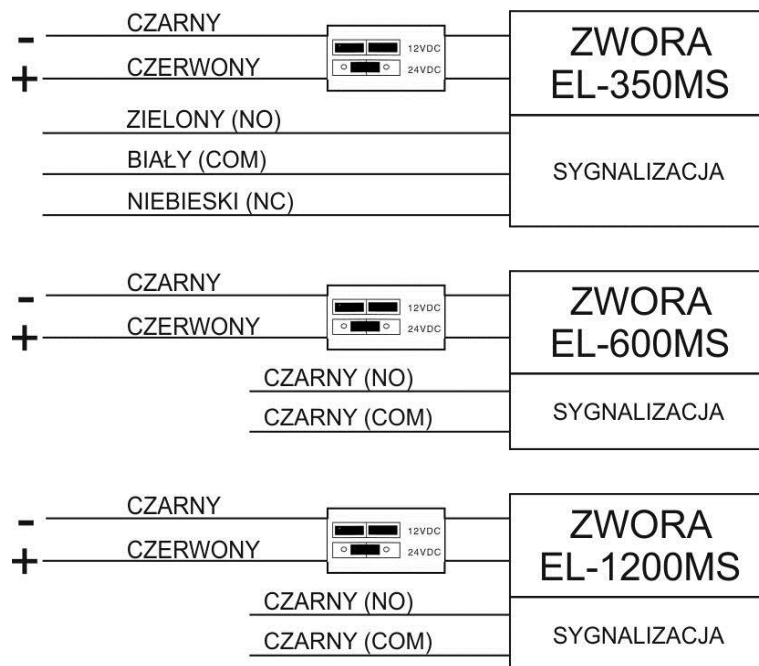 CZARNY
-
12VDC
CZERWONY
+
24VDC
ZWORA
EL-350MS
ZIELONY (NO)
BIAŁY (COM)
NIEBIESKI (NC)
SYGNALIZACJA
CZARNY
-
12VDC
CZERWONY
+
24VDC
ZWORA
EL-600MS
CZARNY (NO)
CZARNY (COM)
SYGNALIZACJA
CZARNY
-
12VDC
CZERWONY
+
24VDC
ZWORA
EL-1200MS
CZARNY (NO)
CZARNY (COM)
SYGNALIZACJA